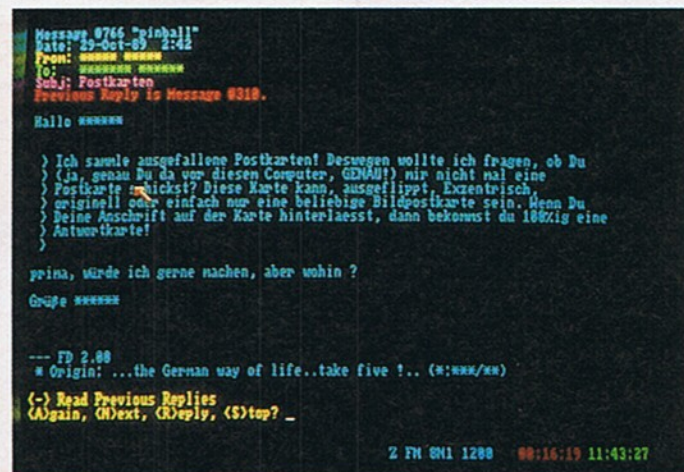 Message #766 "pinball"
Date: 29-Oct-89 2:42
From: ***** *****
To: ******* ******
Subj: Postkarten
Previous Reply is Message #310.
Hallo ******
> Ich sammle ausgefallene Postkarten! Deswegen wollte ich fragen, ob Du
> (ja, genau Du da vor diesen Computer, GENAU!) mir nicht mal eine
> Postkarte schickst? Diese Karte kann, ausgeflippt, Exzentrisch,
> originell oder einfach nur eine beliebige Bildpostkarte sein. Wenn Du
> Deine Anschrift auf der Karte hinterlaesst, dann bekommst du 100%ig eine
> Antwortkarte!
>
prima, würde ich gerne machen, aber wohin ?
Grüße ******
--- FD 2.00
* Origin: ...the German way of life..take five !.. (*:***/**)
<-> Read Previous Replies
<A>gain, <N>ext, <R>eply, <S>top? _
Z FM 8N1 1200 00:16:19 11:43:27